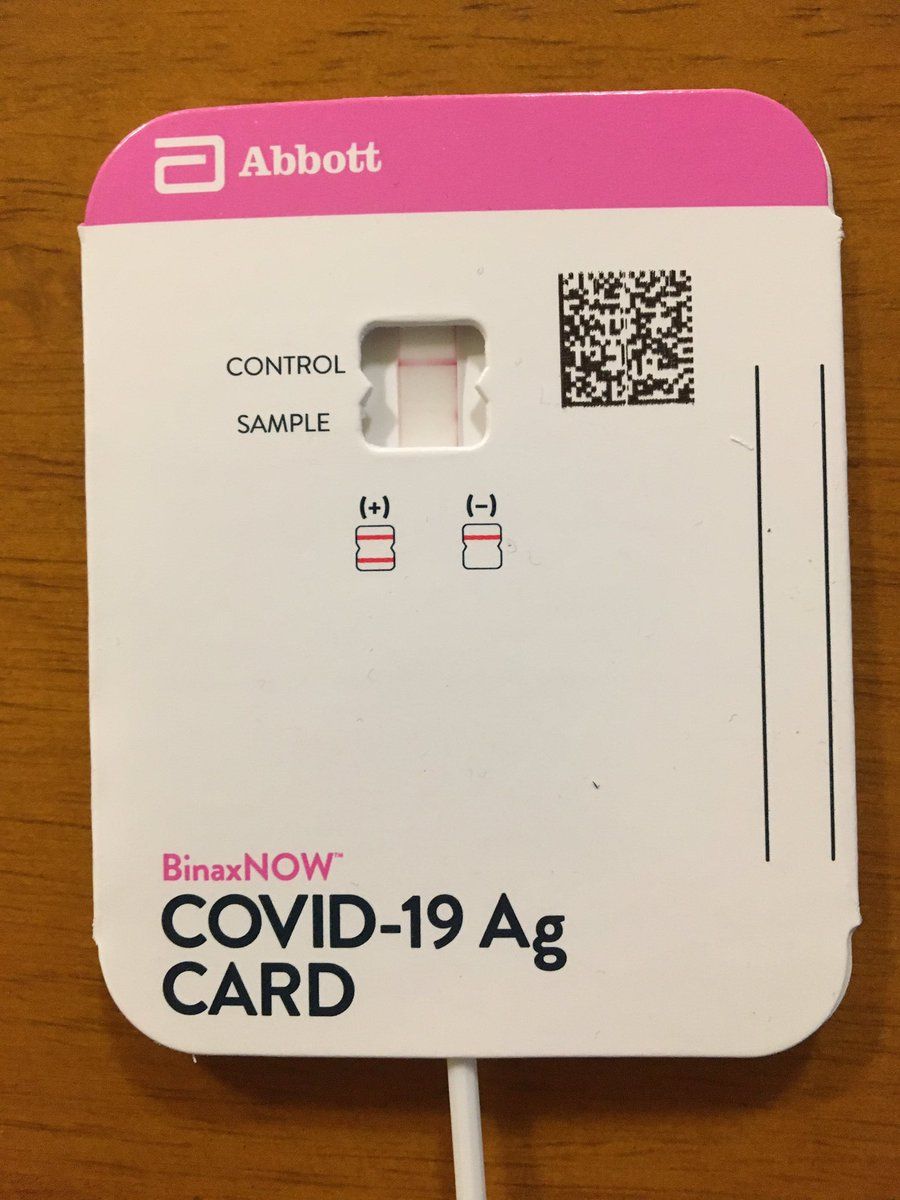 Abbott
CONTROL
SAMPLE
(+) (-)
BinaxNOW™
COVID-19 Ag
CARD